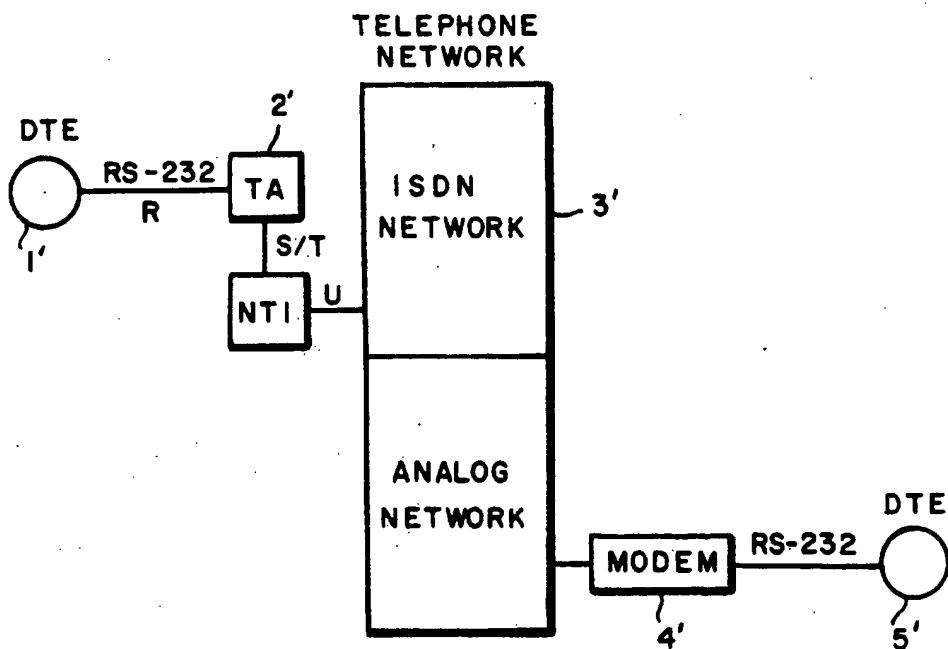 TELEPHONE
NETWORK
DTE
RS-232
R
1'
2'
TA
S/T
NT1
U
ISDN
NETWORK
3'
ANALOG
NETWORK
MODEM
4'
RS-232
DTE
5'